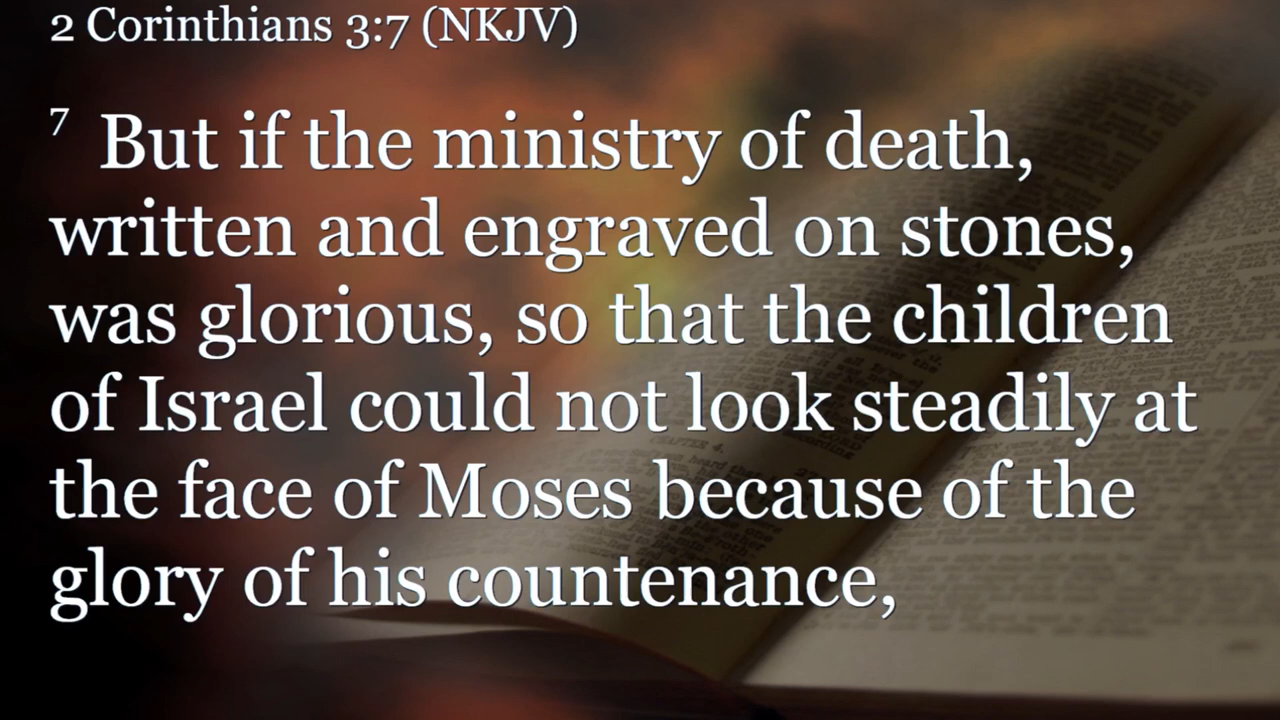 2 Corinthians 3:7 (NKJV)
7 But if the ministry of death,
written and engraved on stones,
was glorious, so that the children
of Israel could not look steadily at
the face of Moses because of the
glory of his countenance,
CHAPTER 4.